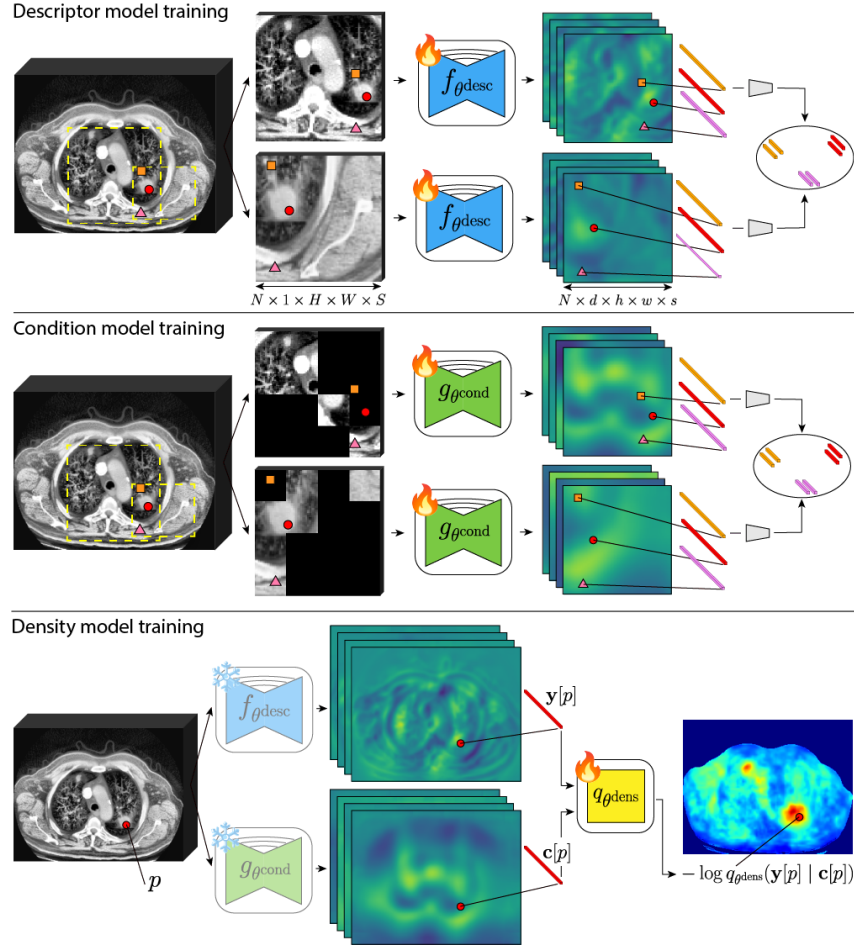 Descriptor model training
f_θdesc
f_θdesc
N × 1 × H × W × S
N × d × h × w × s
Condition model training
g_θcond
g_θcond
Density model training
f_θdesc
y[p]
q_θdens
g_θcond
c[p]
p
− log q_θdens(y[p] | c[p])